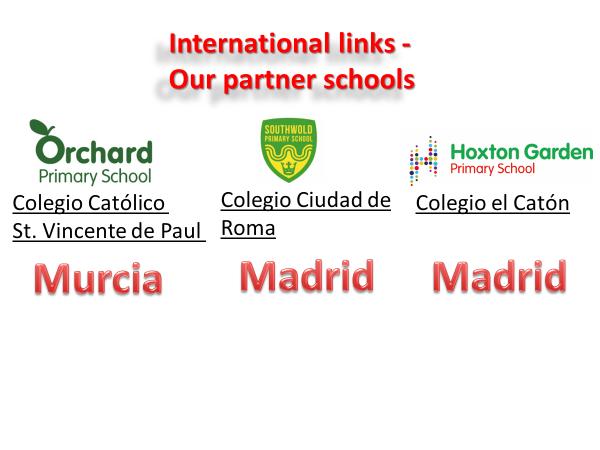 International links -
Our partner schools
Orchard
Primary School
Colegio Católico
St. Vincente de Paul
Murcia
SOUTHWOLD
PRIMARY SCHOOL
Colegio Ciudad de
Roma
Madrid
Hoxton Garden
Primary School
Colegio el Catón
Madrid